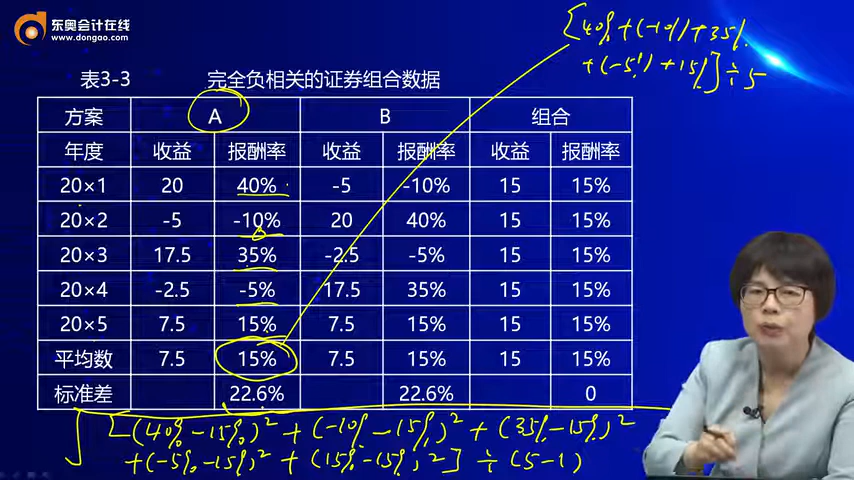 东奥会计在线
www.dongao.com
[40%+(-10%)+35%
+(-5%)+15%]÷5
表3-3 完全负相关的证券组合数据
方案 A B 组合
年度 收益 报酬率 收益 报酬率 收益 报酬率
20×1 20 40% -5 -10% 15 15%
20×2 -5 -10% 20 40% 15 15%
20×3 17.5 35% -2.5 -5% 15 15%
20×4 -2.5 -5% 17.5 35% 15 15%
20×5 7.5 15% 7.5 15% 15 15%
平均数 7.5 15% 7.5 15% 15 15%
标准差 22.6% 22.6% 0
√[(40%-15%)²+(-10%-15%)²+(35%-15%)²
+(-5%-15%)²+(15%-15%)²]÷(5-1)